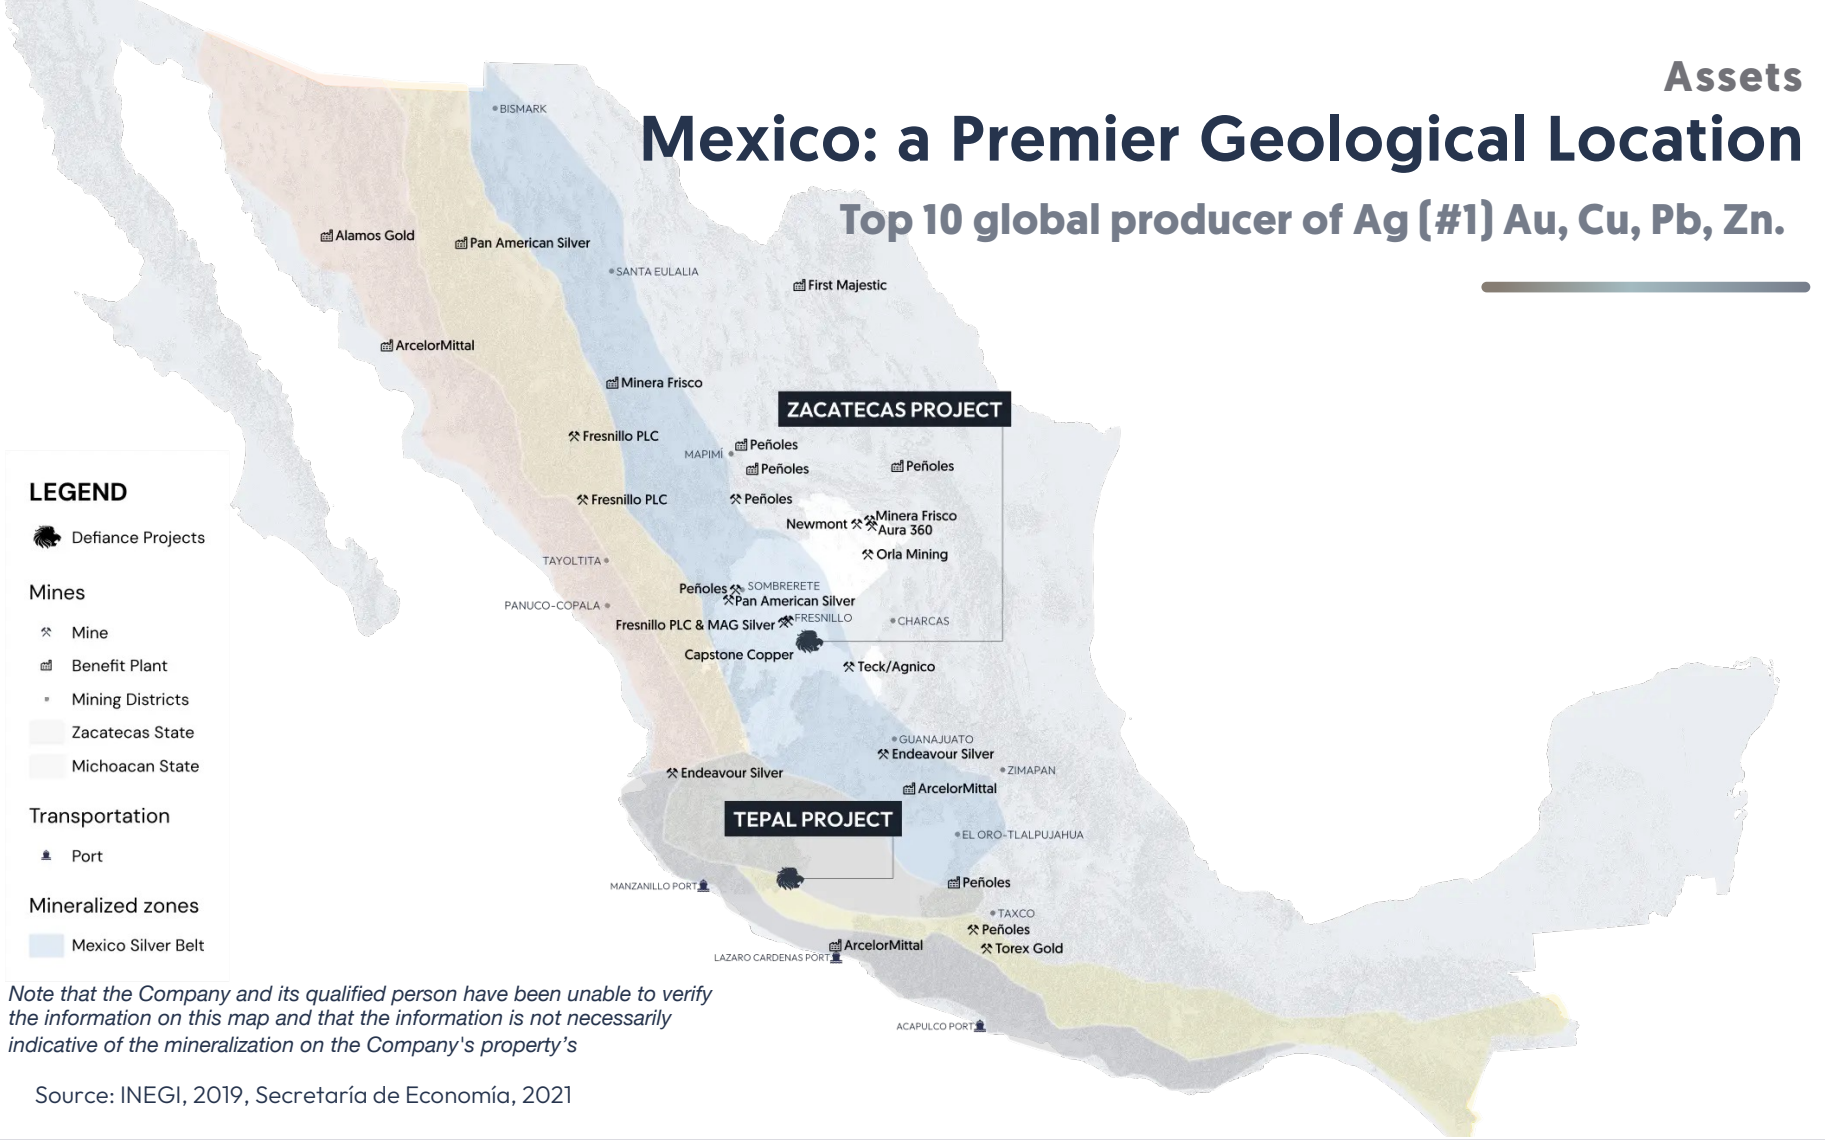 Assets
Mexico: a Premier Geological Location
Top 10 global producer of Ag (#1) Au, Cu, Pb, Zn.
BISMARK
Alamos Gold
Pan American Silver
SANTA EULALIA
First Majestic
ArcelorMittal
Minera Frisco
ZACATECAS PROJECT
Fresnillo PLC
MAPIMÍ
Peñoles
Peñoles
Peñoles
Fresnillo PLC
Peñoles
Newmont
Minera Frisco
Aura 360
Orla Mining
TAYOLTITA
Peñoles
SOMBRERETE
Pan American Silver
PANUCO-COPALA
Fresnillo PLC & MAG Silver
FRESNILLO
CHARCAS
Capstone Copper
Teck/Agnico
GUANAJUATO
Endeavour Silver
Endeavour Silver
ZIMAPAN
ArcelorMittal
TEPAL PROJECT
EL ORO-TLALPUJAHUA
MANZANILLO PORT
Peñoles
TAXCO
Peñoles
ArcelorMittal
Torex Gold
LAZARO CARDENAS PORT
ACAPULCO PORT
LEGEND
Defiance Projects
Mines
Mine
Benefit Plant
Mining Districts
Zacatecas State
Michoacan State
Transportation
Port
Mineralized zones
Mexico Silver Belt
Note that the Company and its qualified person have been unable to verify
the information on this map and that the information is not necessarily
indicative of the mineralization on the Company's property’s
Source: INEGI, 2019, Secretaría de Economía, 2021